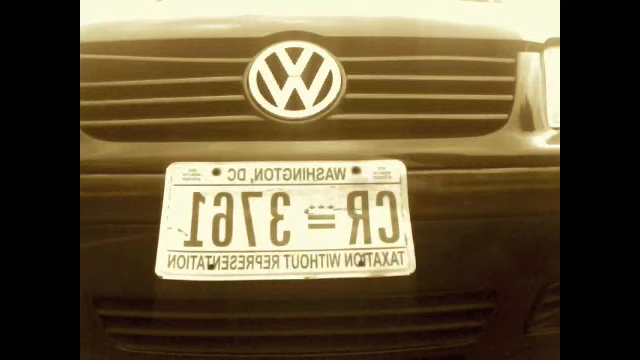 WASHINGTON, DC
CR 3761
TAXATION WITHOUT REPRESENTATION